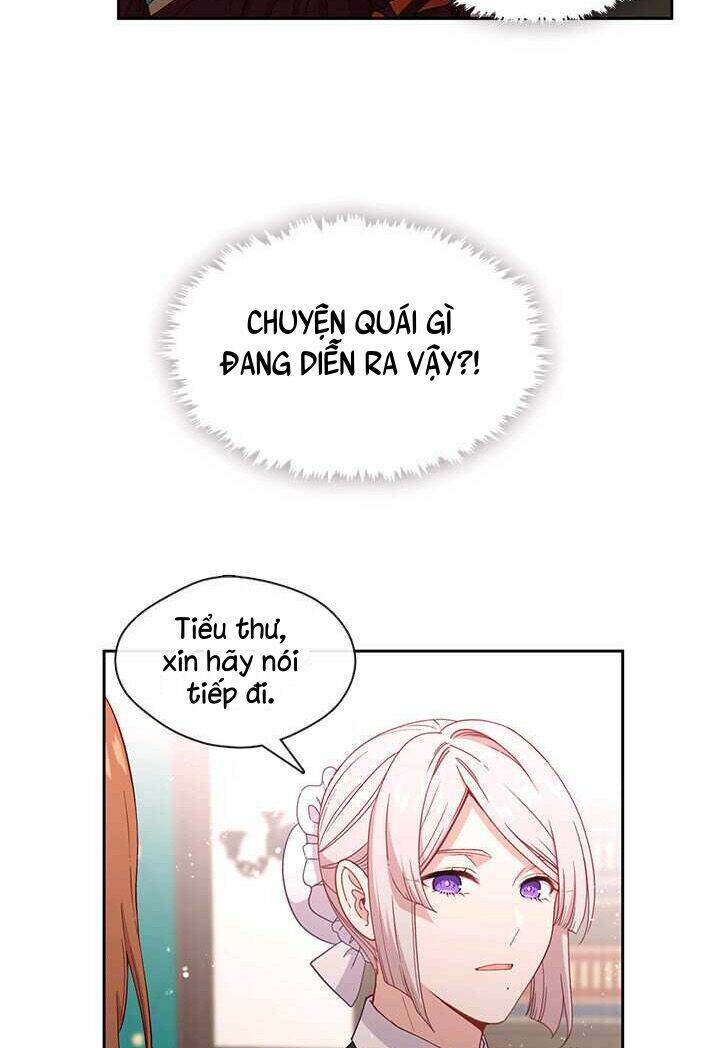 CHUYỆN QUÁI GÌ
ĐANG DIỄN RA VẬY?!
Tiểu thư,
xin hãy nói
tiếp đi.